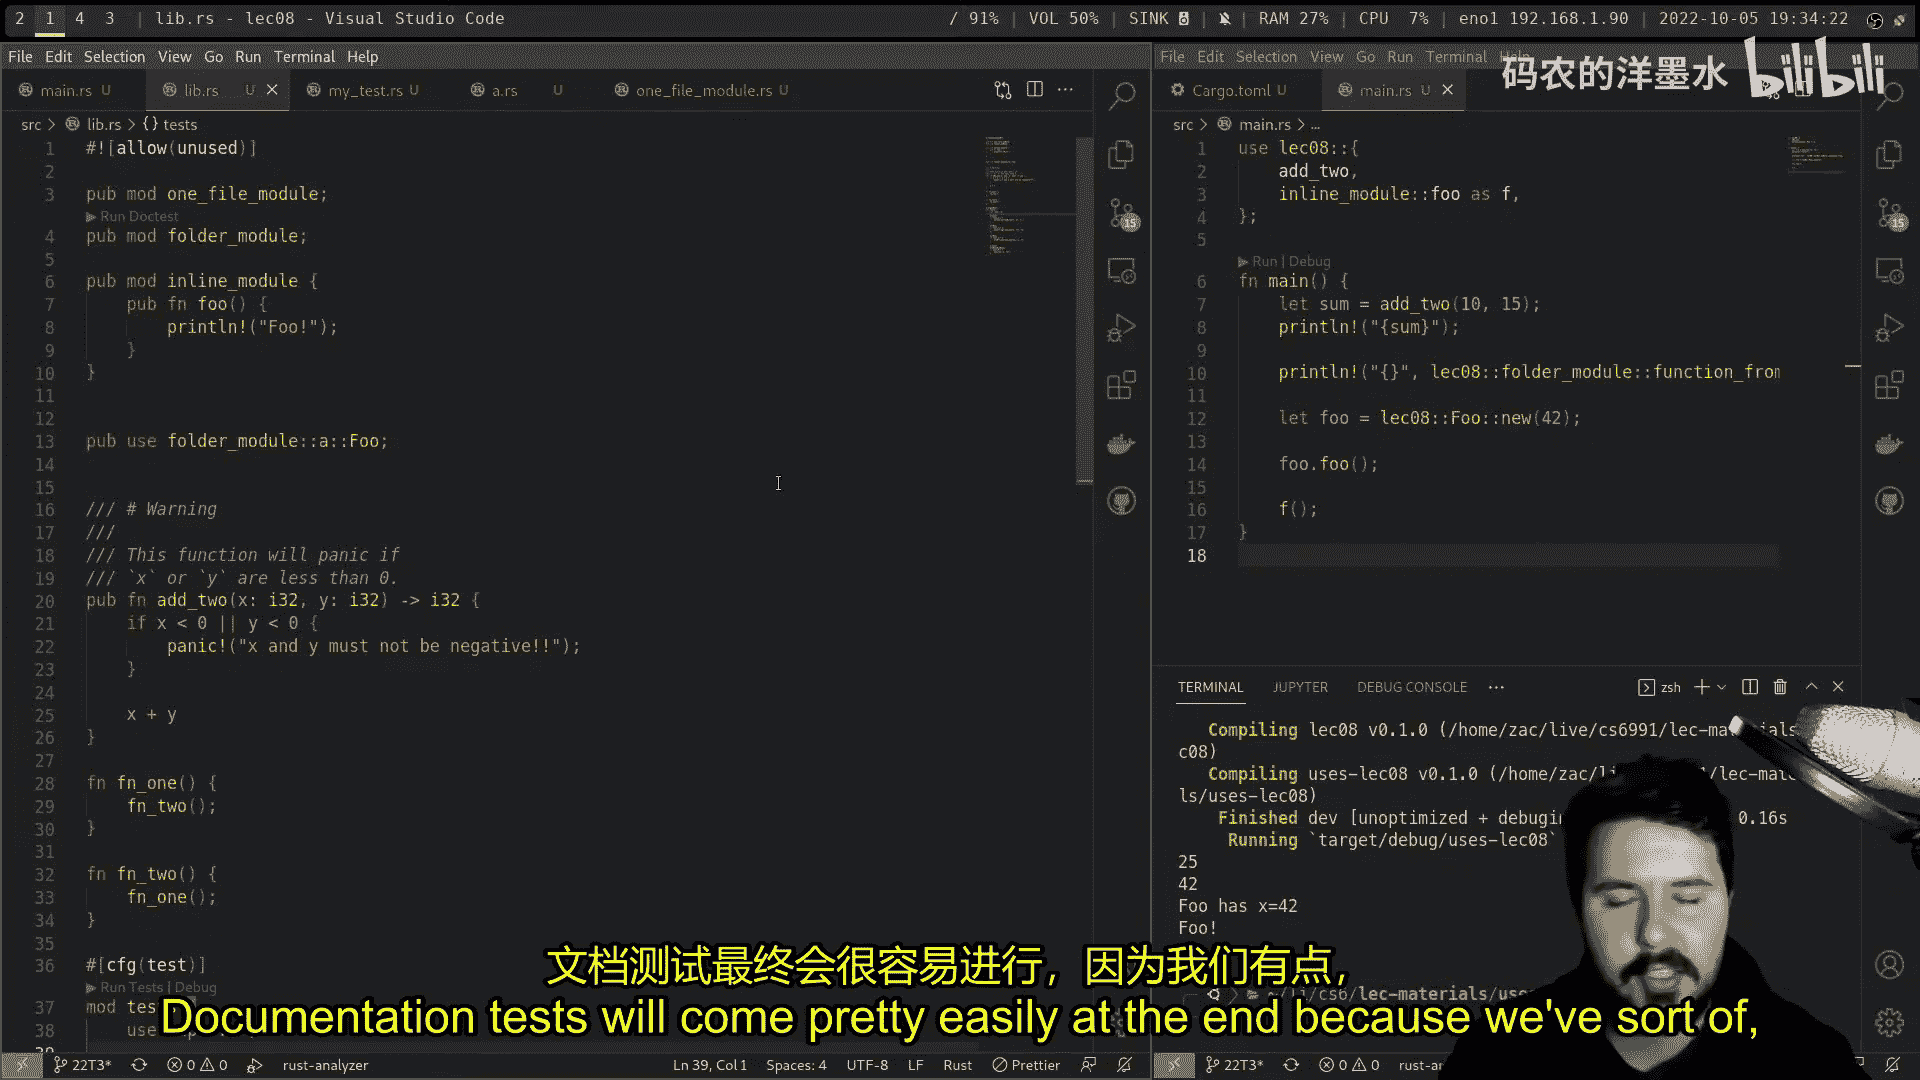 2 1 4 3 | lib.rs - lec08 - Visual Studio Code
/ 91% | VOL 50% | SINK | RAM 27% | CPU 7% | eno1 192.168.1.90 | 2022-10-05 19:34:22
File Edit Selection View Go Run Terminal Help
main.rs U lib.rs U my_test.rs U a.rs U one_file_module.rs U
src > lib.rs > {} tests
1 #![allow(unused)]
2
3 pub mod one_file_module;
Run Doctest
4 pub mod folder_module;
5
6 pub mod inline_module {
7 pub fn foo() {
8 println!("Foo!");
9 }
10 }
11
12
13 pub use folder_module::a::Foo;
14
15
16 /// # Warning
17 ///
18 /// This function will panic if
19 /// `x` or `y` are less than 0.
20 pub fn add_two(x: i32, y: i32) -> i32 {
21 if x < 0 || y < 0 {
22 panic!("x and y must not be negative!!");
23 }
24
25 x + y
26 }
27
28 fn fn_one() {
29 fn_two();
30 }
31
32 fn fn_two() {
33 fn_one();
34 }
35
36 #[cfg(test)]
Run Tests | Debug
37 mod
38
15
22T3* 0 0 rust-analyzer Ln 39, Col 1 Spaces: 4 UTF-8 LF Rust Prettier
File Edit Selection View Go Run Terminal Help
码农的洋墨水 bilibili
Cargo.toml U main.rs U
src > main.rs > ...
1 use lec08::{
2 add_two,
3 inline_module::foo as f,
4 };
5
Run | Debug
6 fn main() {
7 let sum = add_two(10, 15);
8 println!("{sum}");
9
10 println!("{}", lec08::folder_module::function_from
11
12 let foo = lec08::Foo::new(42);
13
14 foo.foo();
15
16 f();
17 }
18
15
TERMINAL JUPYTER DEBUG CONSOLE ... zsh
Compiling lec08 v0.1.0 (/home/zac/live/cs6991/lec-materials
c08)
Compiling uses-lec08 v0.1.0
ls/uses-lec08)
Finished dev [unoptimized + 0.16s
Running `target/debug/uses-lec08`
25
42
Foo has x=42
Foo!
22T3* 0 0
文档测试最终会很容易进行，因为我们有点，
Documentation tests will come pretty easily at the end because we've sort of,